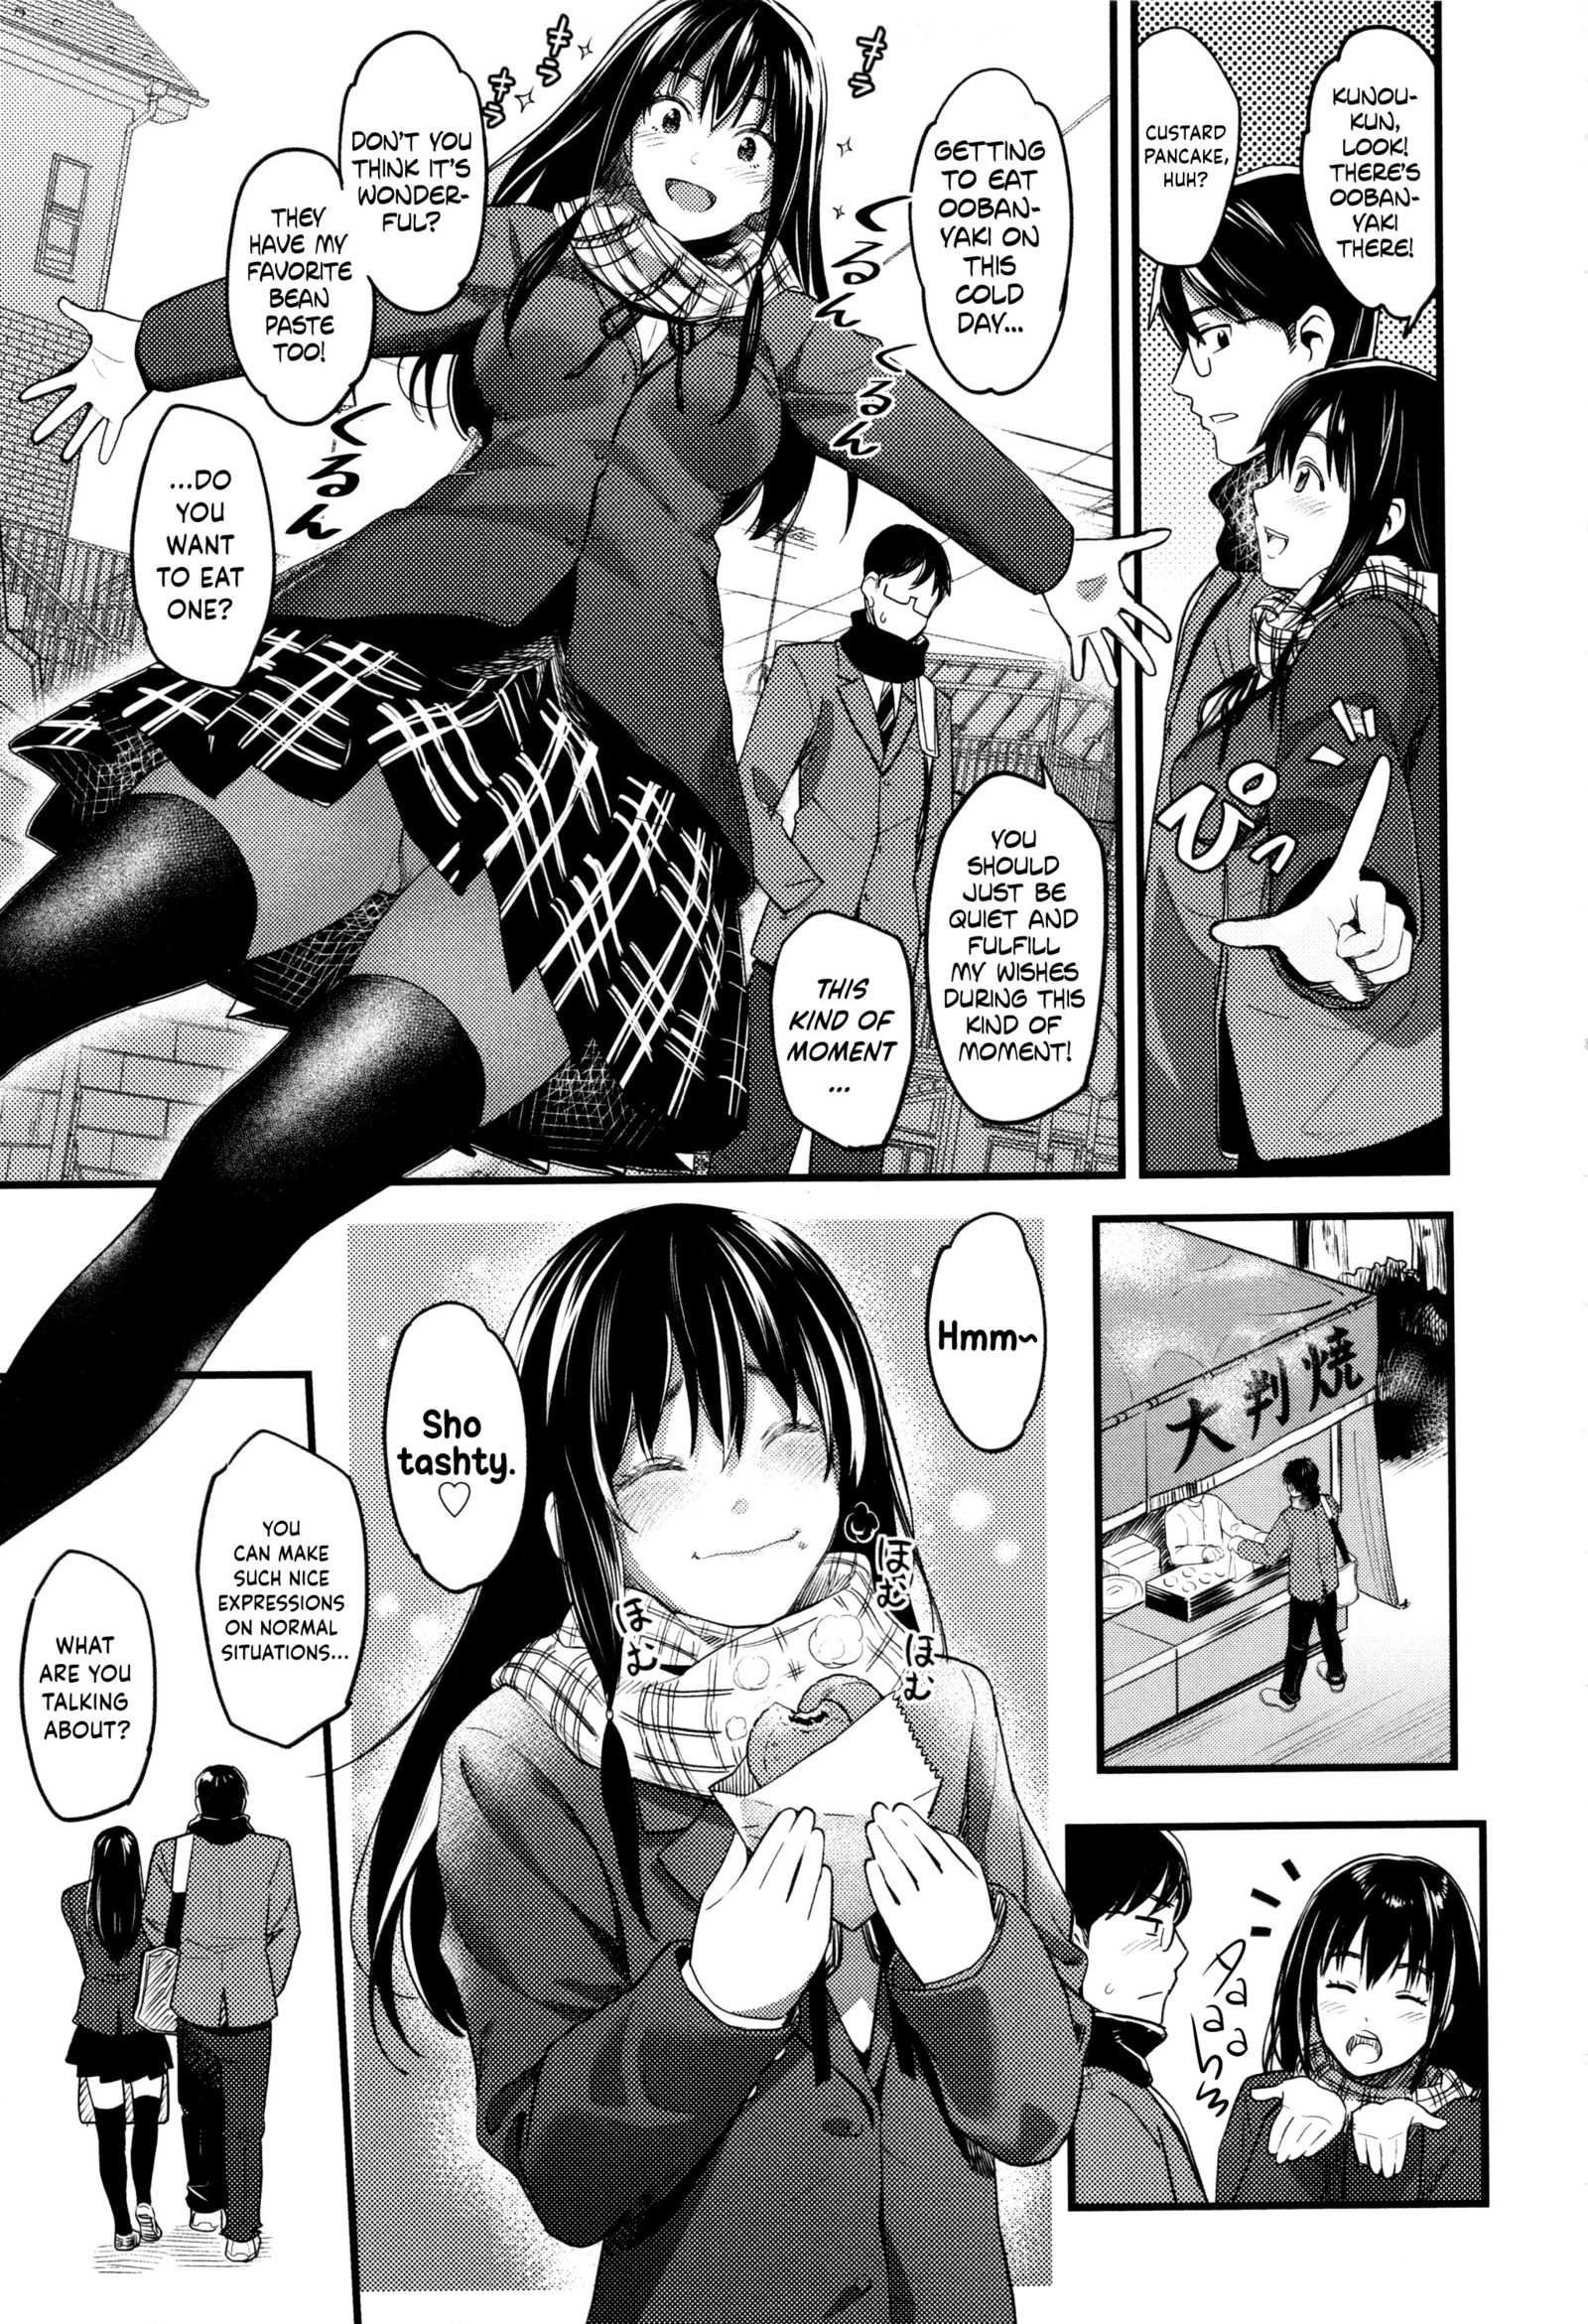 KUNOU-
KUN,
LOOK!
THERE'S
OOBAN-
YAKI
THERE!
CUSTARD
PANCAKE,
HUH?
ぴっ
GETTING
TO EAT
OOBAN-
YAKI ON
THIS
COLD
DAY...
キラ
キラ
キラ
くるん
くるん
DON'T YOU
THINK IT'S
WONDER-
FUL?
THEY
HAVE MY
FAVORITE
BEAN
PASTE
TOO!
くるん
...DO
YOU
WANT
TO EAT
ONE?
YOU
SHOULD
JUST BE
QUIET AND
FULFILL
MY WISHES
DURING THIS
KIND OF
MOMENT!
THIS
KIND OF
MOMENT
...
大判焼
Aaaahm
Hmm~
Sho
tashty.
♡
ほむ
ほむ
ほむ
YOU
CAN MAKE
SUCH NICE
EXPRESSIONS
ON NORMAL
SITUATIONS...
WHAT
ARE YOU
TALKING
ABOUT?